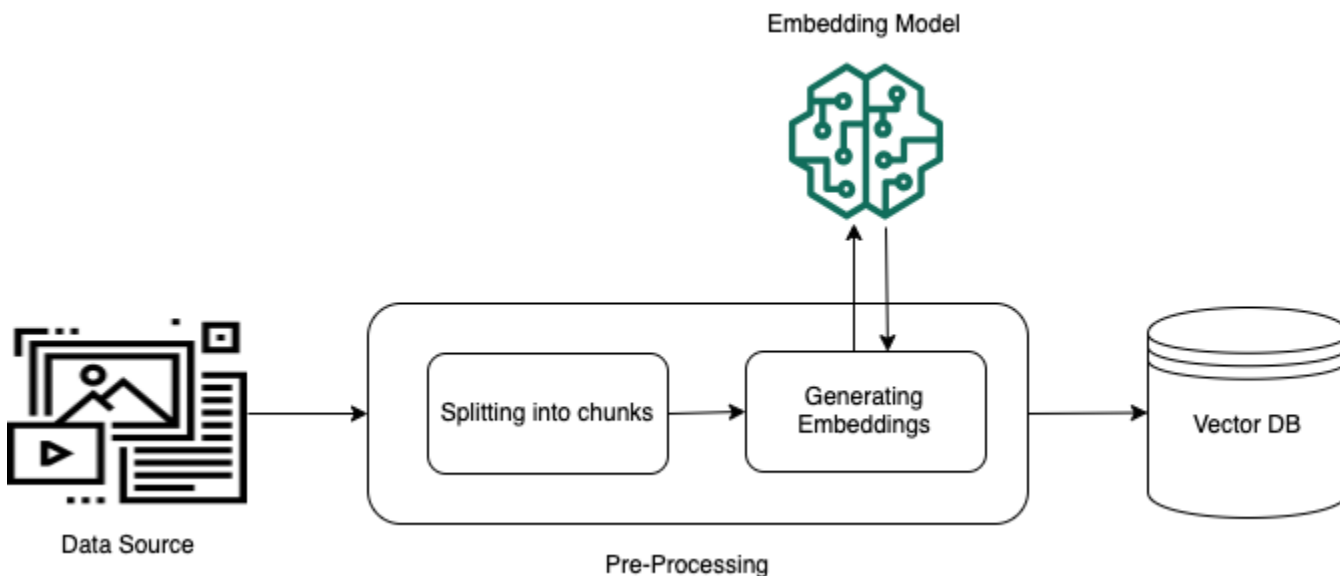 Embedding Model
Splitting into chunks
Generating
Embeddings
Vector DB
Data Source
Pre-Processing